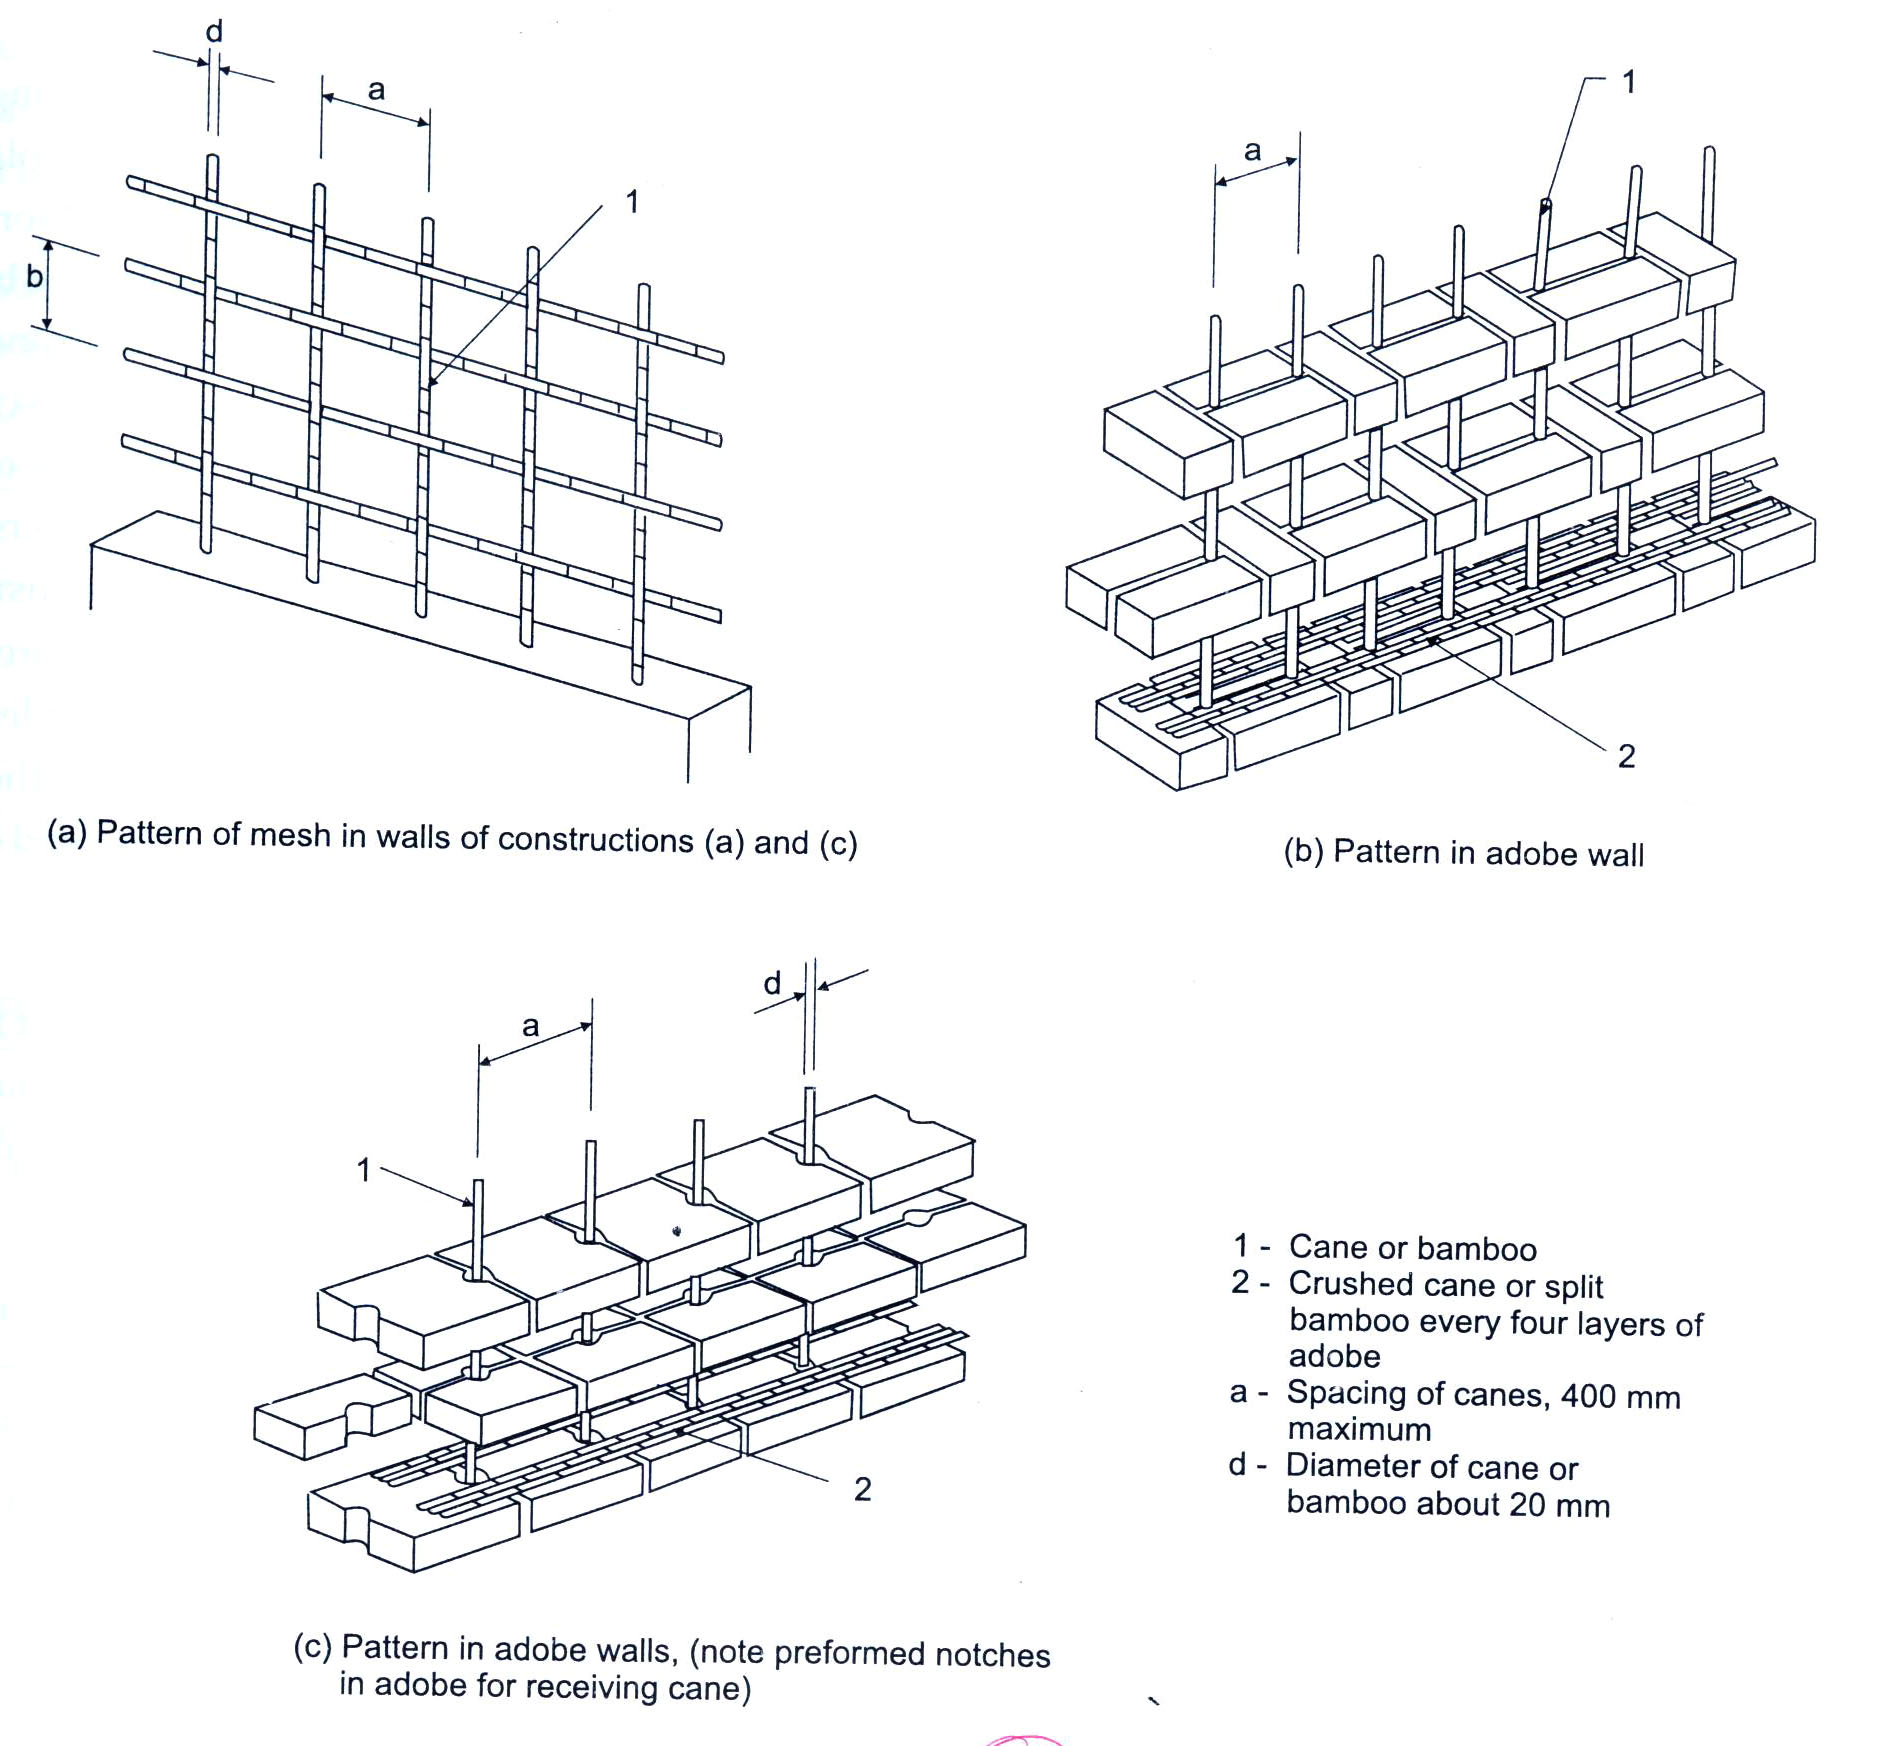 d
a
1
b
(a) Pattern of mesh in walls of constructions (a) and (c)
1
a
2
(b) Pattern in adobe wall
d
a
1
2
(c) Pattern in adobe walls, (note preformed notches
in adobe for receiving cane)
1 - Cane or bamboo
2 - Crushed cane or split
bamboo every four layers of
adobe
a - Spacing of canes, 400 mm
maximum
d - Diameter of cane or
bamboo about 20 mm